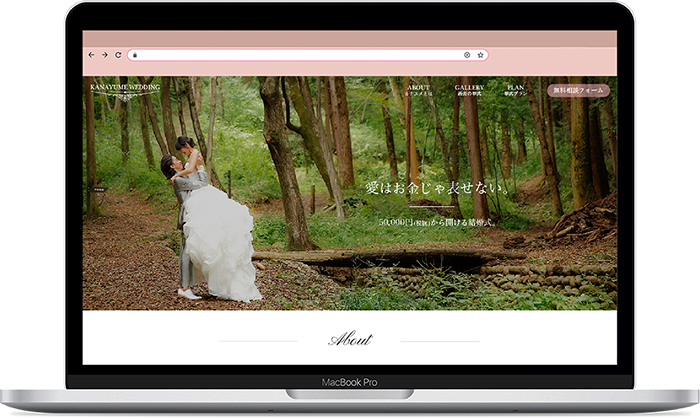 KANAYUME WEDDING
ABOUT
カナユメとは
GALLERY
過去の挙式
PLAN
挙式プラン
無料相談フォーム
愛はお金じゃ表せない。
50,000円(税別)から開ける結婚式。
About
MacBook Pro